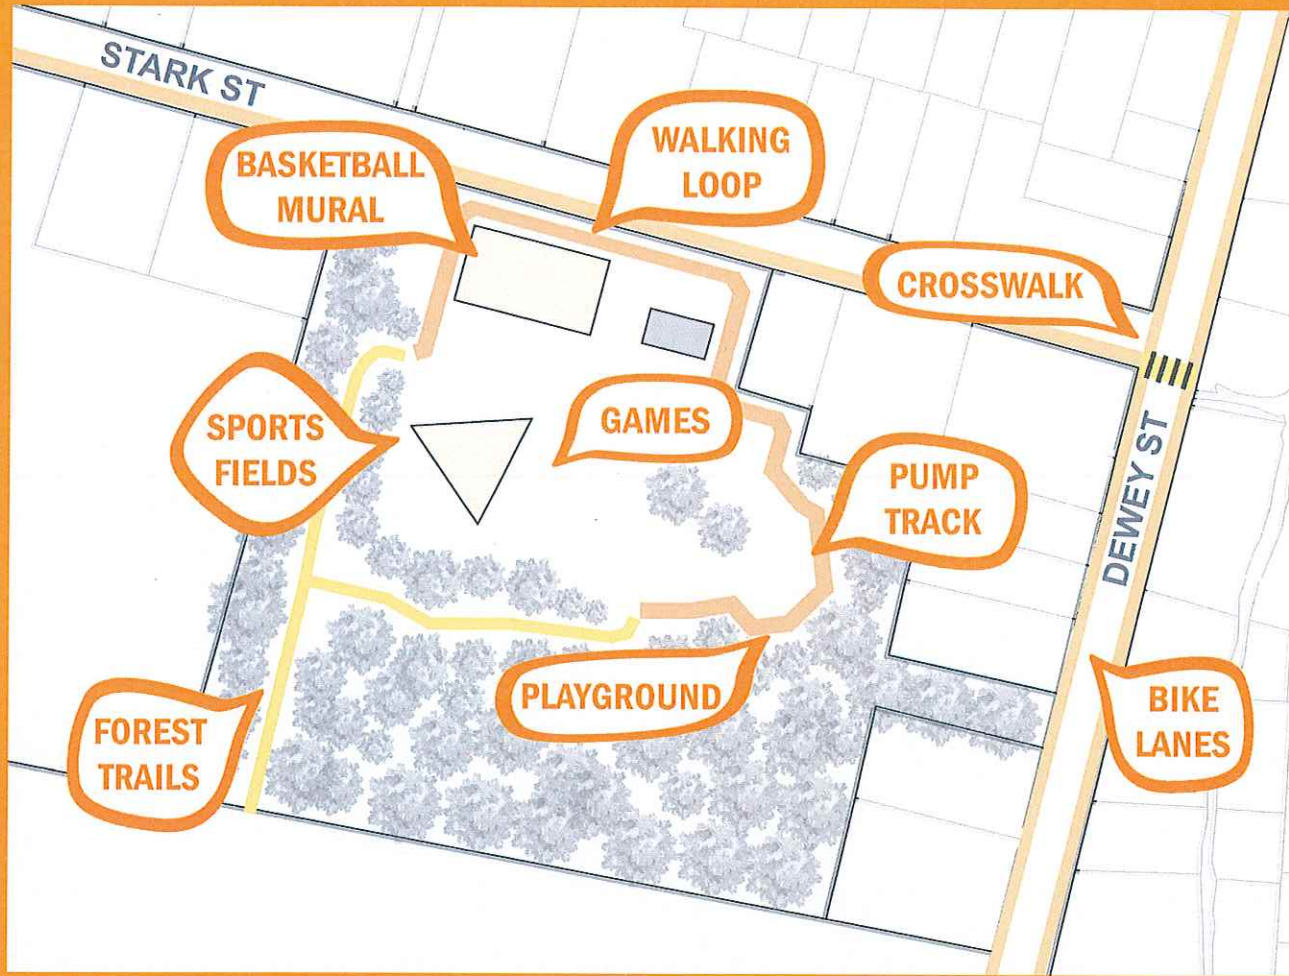 STARK ST
BASKETBALL
MURAL
WALKING
LOOP
CROSSWALK
SPORTS
FIELDS
GAMES
PUMP
TRACK
DEWEY ST
PLAYGROUND
FOREST
TRAILS
BIKE
LANES